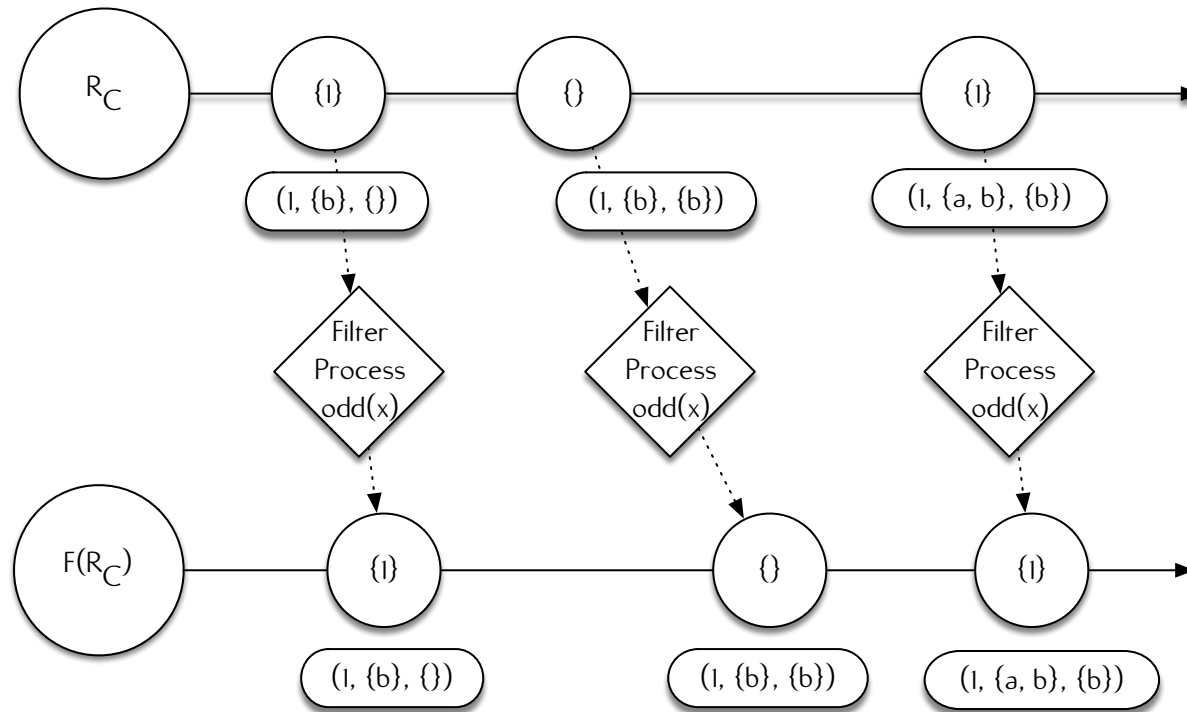 R_C
{1}
{}
{1}
(1, {b}, {})
(1, {b}, {b})
(1, {a, b}, {b})
Filter
Process
odd(x)
Filter
Process
odd(x)
Filter
Process
odd(x)
F(R_C)
{1}
{}
{1}
(1, {b}, {})
(1, {b}, {b})
(1, {a, b}, {b})